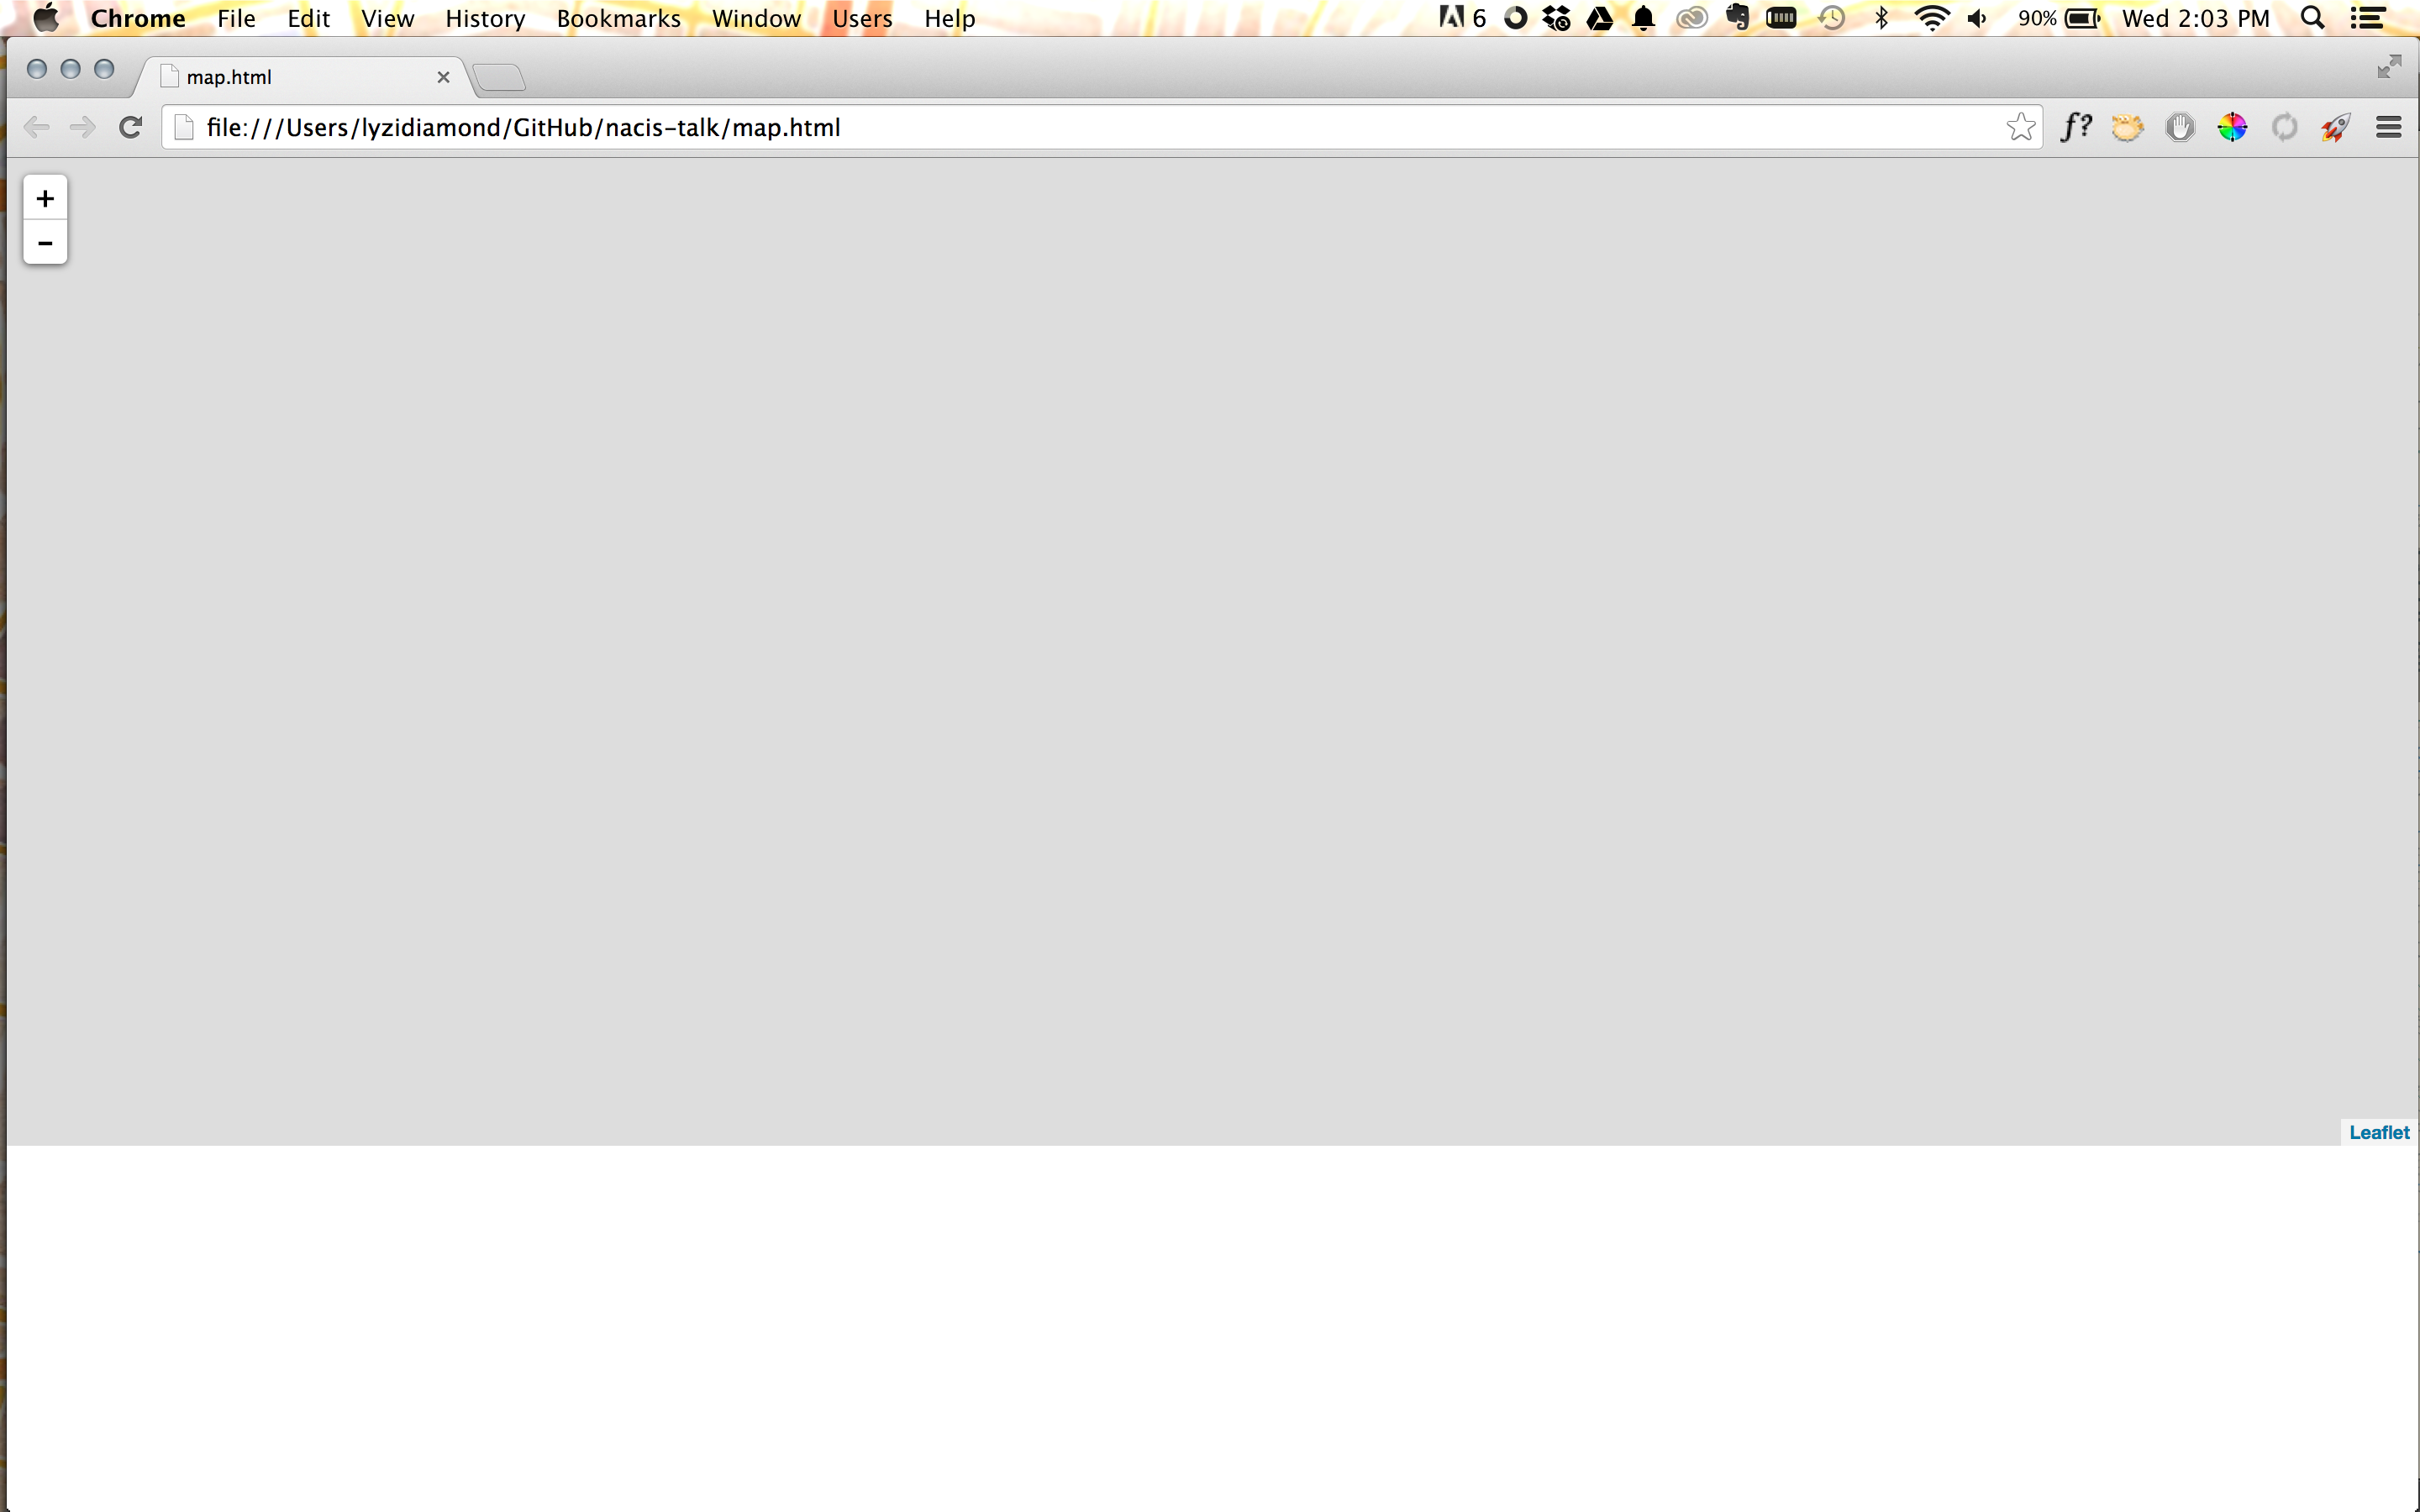 Chrome File Edit View History Bookmarks Window Users Help 6 90% Wed 2:03 PM
map.html
file:///Users/lyzidiamond/GitHub/nacis-talk/map.html
f?
+
−
Leaflet